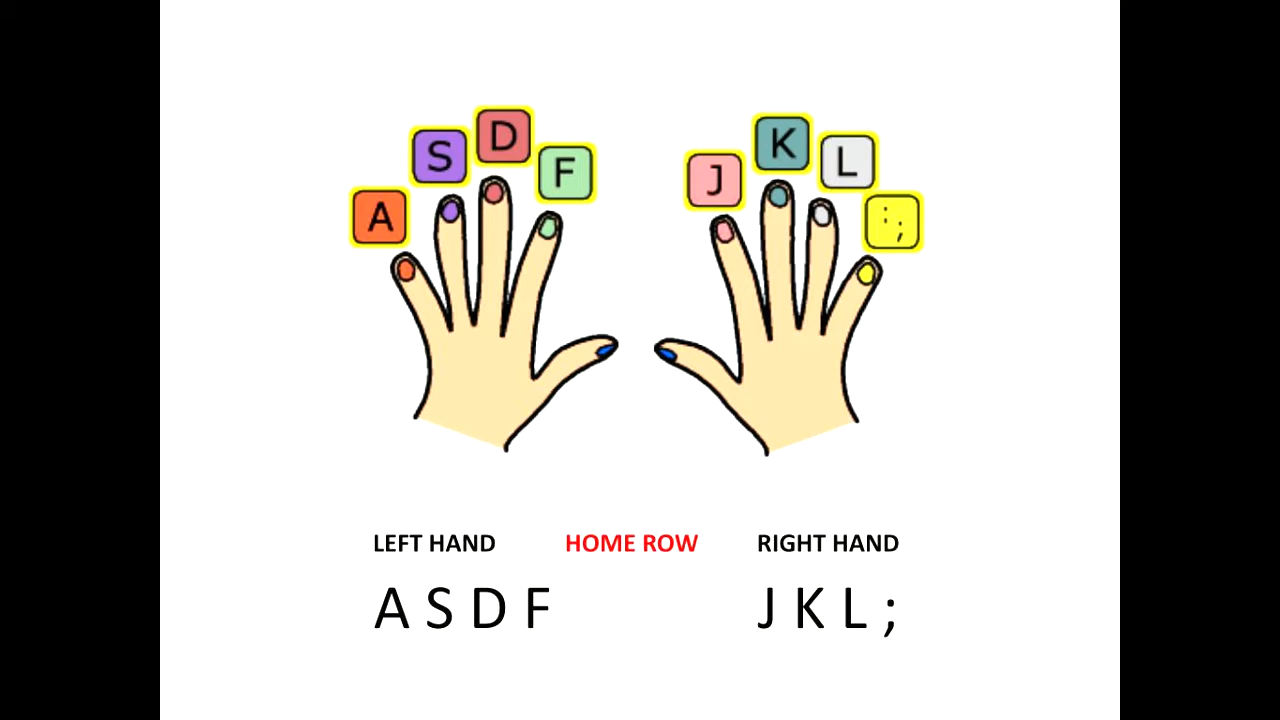 A S D F J K L :;
LEFT HAND HOME ROW RIGHT HAND
A S D F J K L ;